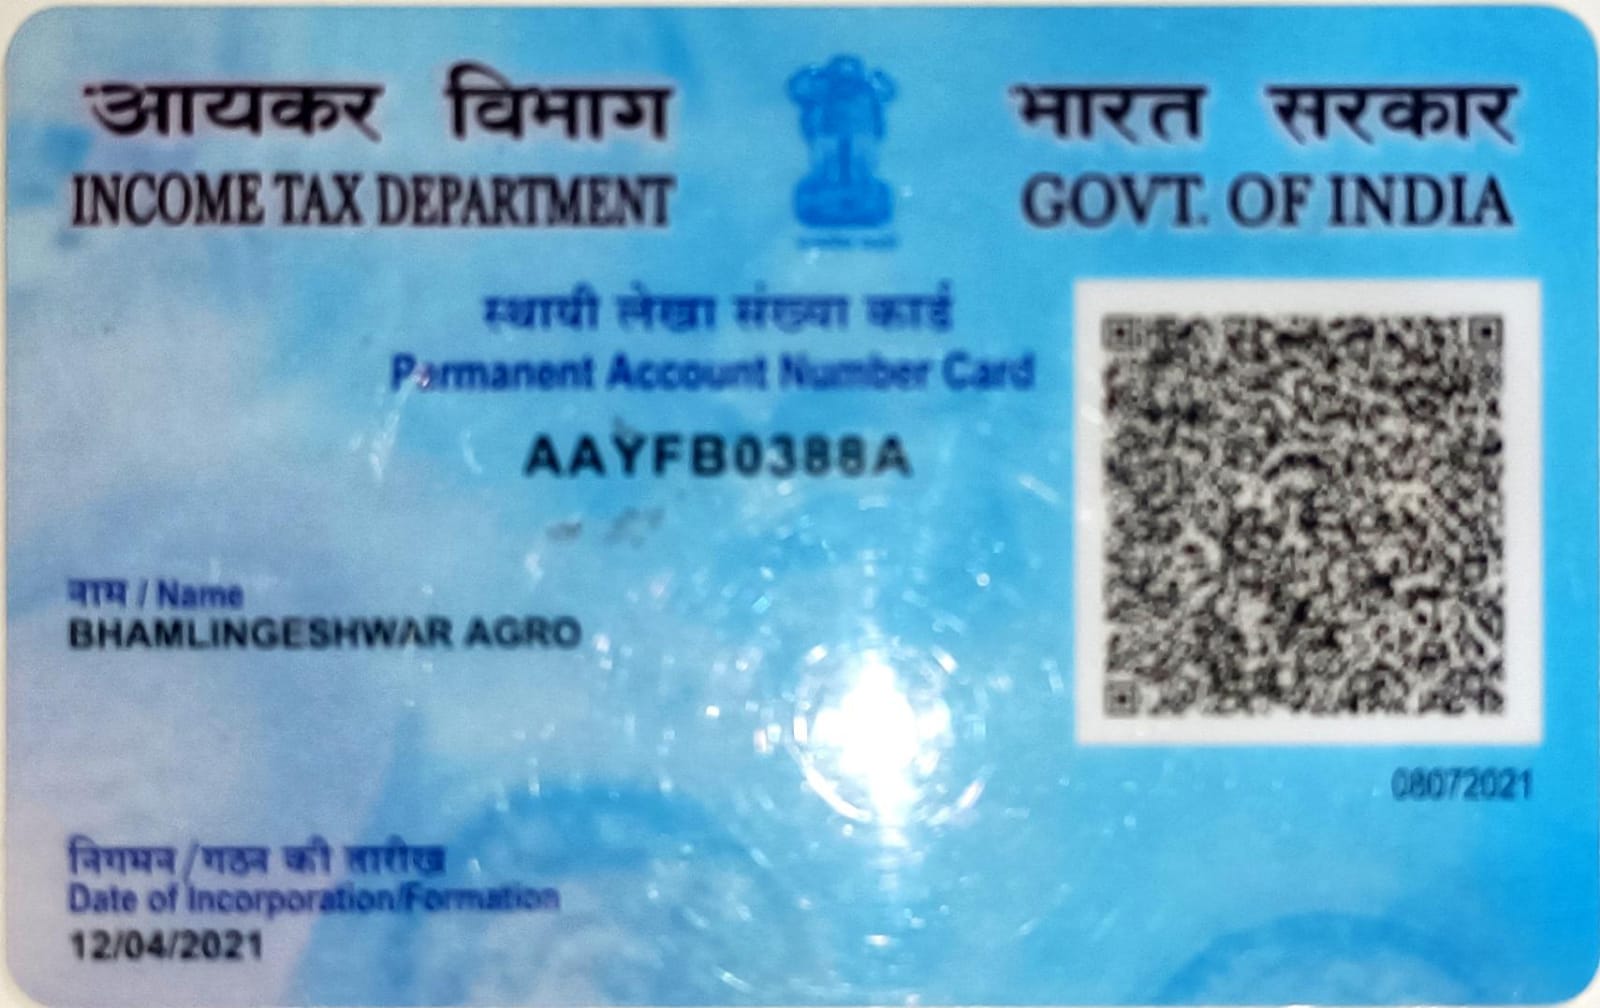 आयकर विभाग
INCOME TAX DEPARTMENT
भारत सरकार
GOVT. OF INDIA
स्थायी लेखा संख्या कार्ड
Permanent Account Number Card
AAYFB0388A
नाम / Name
BHAMLINGESHWAR AGRO
08072021
निगमन/गठन की तारीख
Date of Incorporation/Formation
12/04/2021